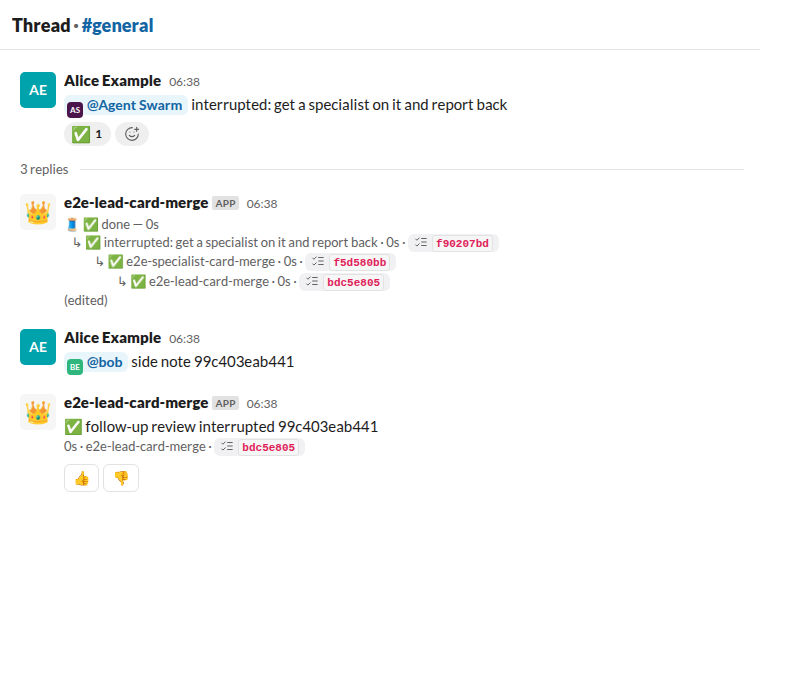 Thread · #general
AE
Alice Example 06:38
AS @Agent Swarm interrupted: get a specialist on it and report back
1
3 replies
e2e-lead-card-merge APP 06:38
done — 0s
↳ interrupted: get a specialist on it and report back · 0s · f90207bd
↳ e2e-specialist-card-merge · 0s · f5d580bb
↳ e2e-lead-card-merge · 0s · bdc5e805
(edited)
AE
Alice Example 06:38
BE @bob side note 99c403eab441
e2e-lead-card-merge APP 06:38
follow-up review interrupted 99c403eab441
0s · e2e-lead-card-merge · bdc5e805